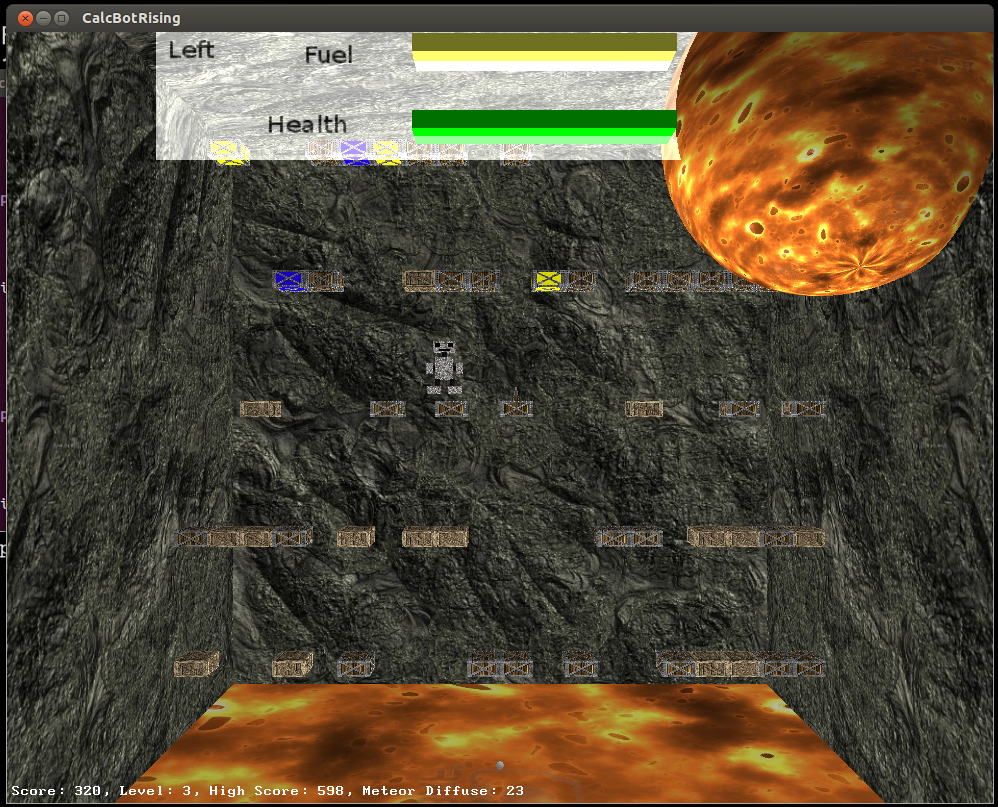 CalcBotRising
Left Fuel
Health
Score: 320, Level: 3, High Score: 598, Meteor Diffuse: 23